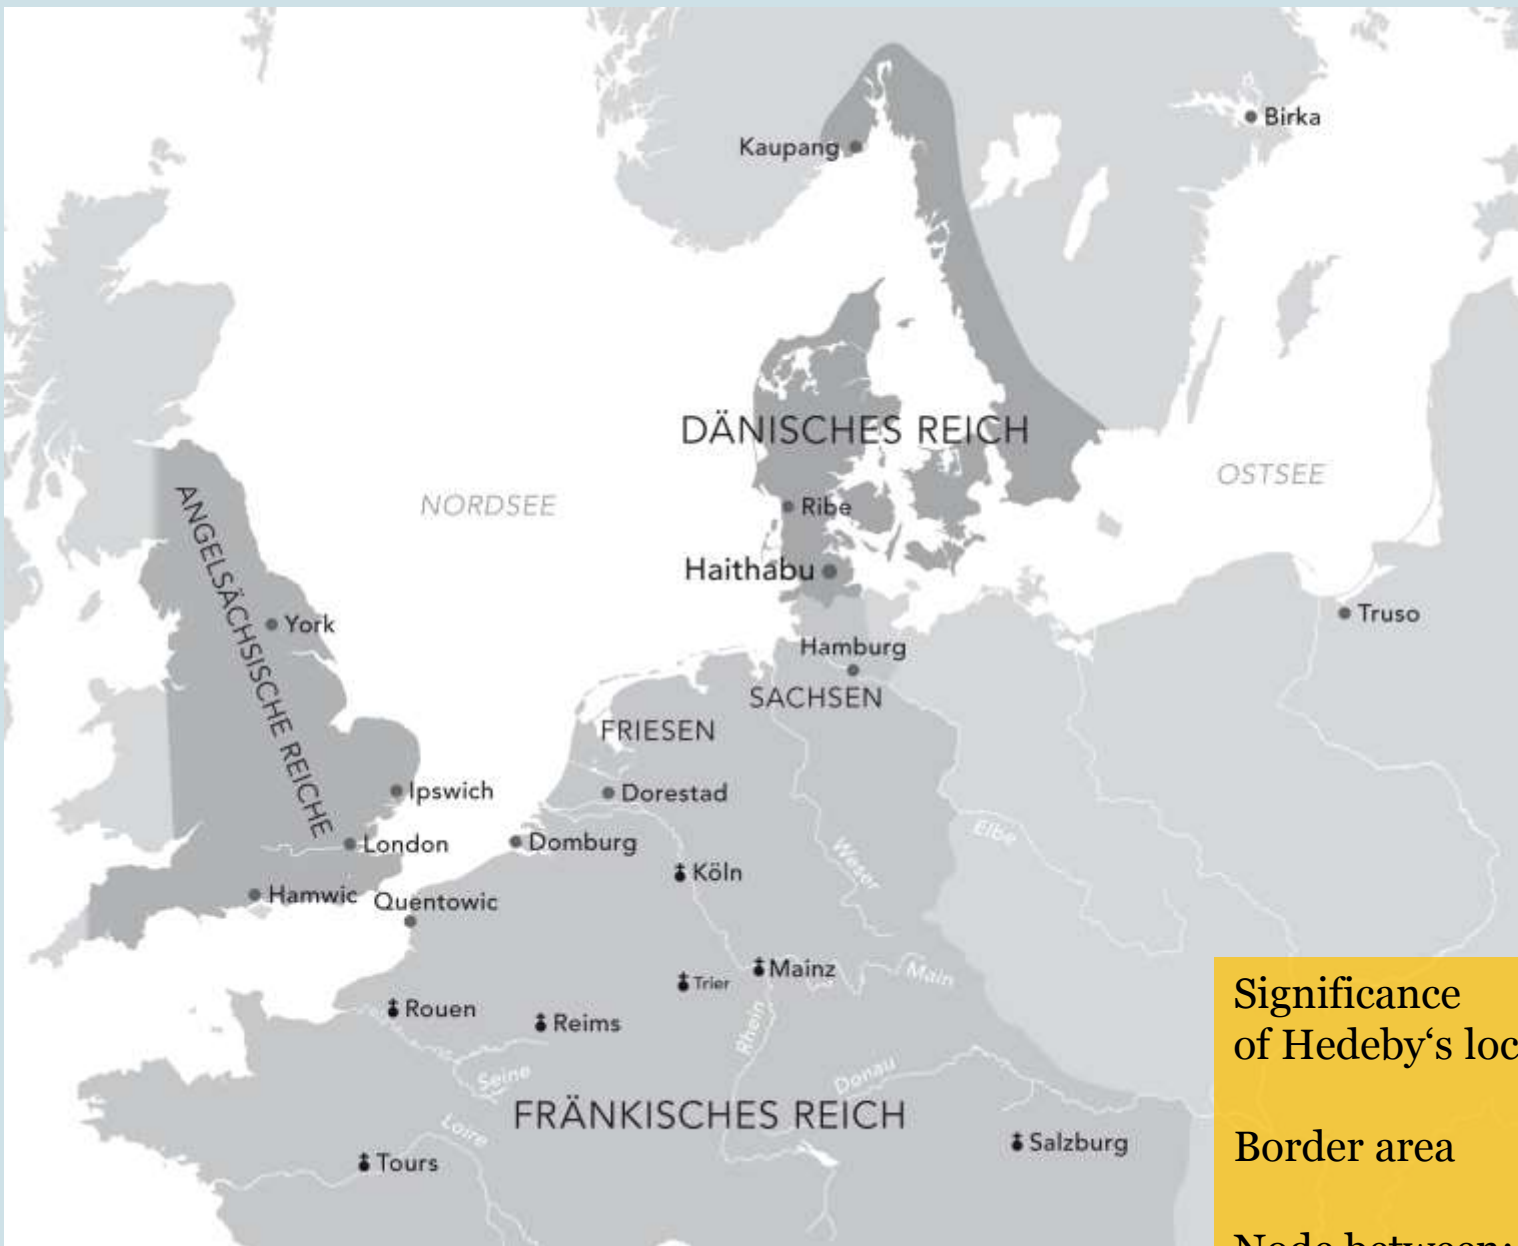 Birka
Kaupang
DÄNISCHES REICH
OSTSEE
NORDSEE
Ribe
Haithabu
ANGELSÄCHSISCHE REICHE
York
Truso
Hamburg
SACHSEN
FRIESEN
Ipswich
Dorestad
London
Domburg
Elbe
Weser
Köln
Hamwic
Quentowic
Mainz
Main
Trier
Rouen
Reims
Rhein
Seine
Donau
FRÄNKISCHES REICH
Loire
Salzburg
Tours
Significance
of Hedeby‘s loc
Border area
Node between: